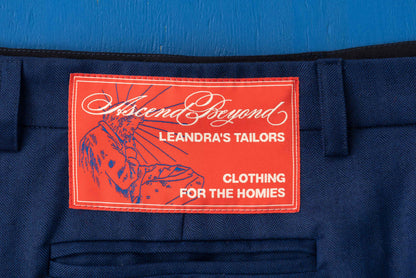 Ascend Beyond
LEANDRA'S TAILORS
CLOTHING
FOR THE HOMIES